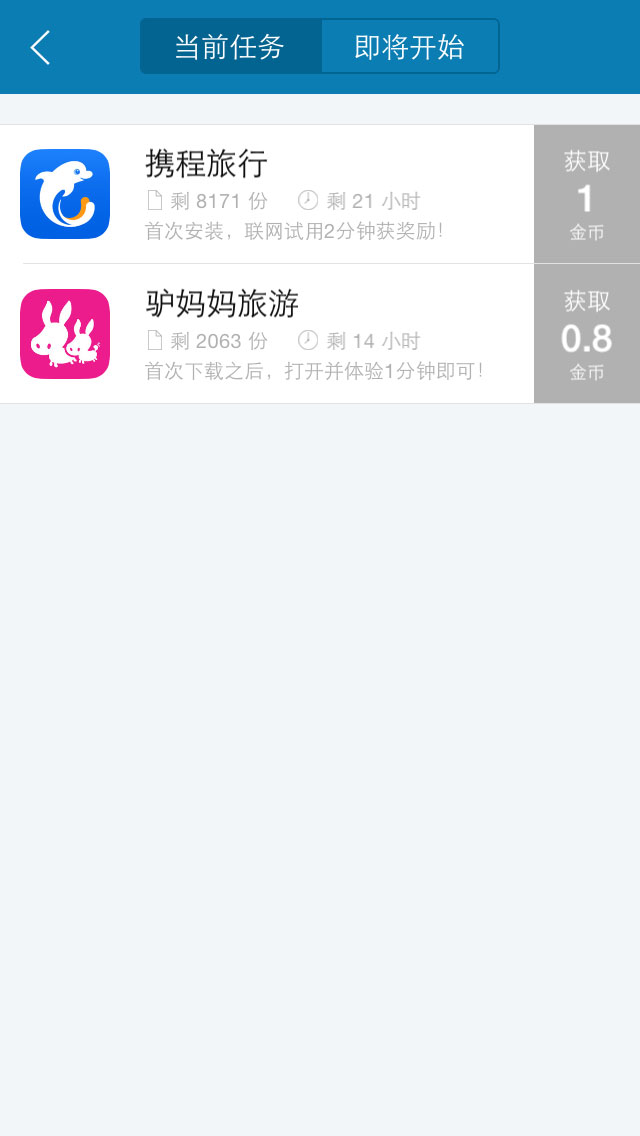 当前任务
即将开始
携程旅行
剩 8171 份
剩 21 小时
首次安装，联网试用2分钟获奖励！
获取
1
金币
驴妈妈旅游
剩 2063 份
剩 14 小时
首次下载之后，打开并体验1分钟即可！
获取
0.8
金币